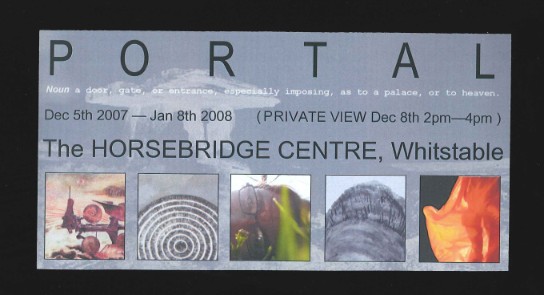 PORTAL
Noun a door, gate, or entrance, especially imposing, as to a palace, or to heaven.
Dec 5th 2007 — Jan 8th 2008 (PRIVATE VIEW Dec 8th 2pm—4pm )
The HORSEBRIDGE CENTRE, Whitstable